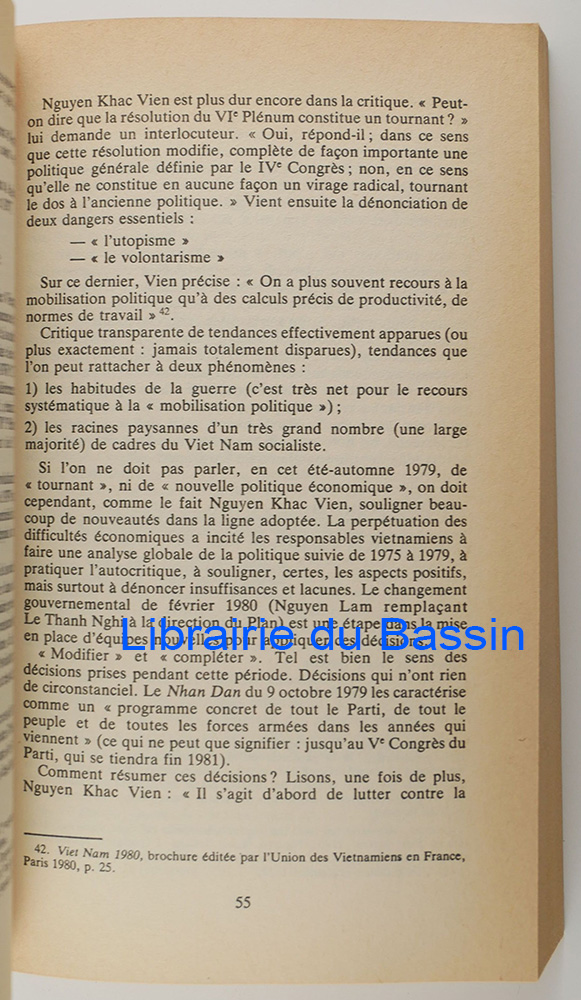 Nguyen Khac Vien est plus dur encore dans la critique. « Peut-
on dire que la résolution du VIe Plénum constitue un tournant ? »
lui demande un interlocuteur. « Oui, répond-il ; dans ce sens
que cette résolution modifie, complète de façon importante une
politique générale définie par le IVe Congrès ; non, en ce sens
qu'elle ne constitue en aucune façon un virage radical, tournant
le dos à l'ancienne politique. » Vient ensuite la dénonciation de
deux dangers essentiels :
— « l'utopisme »
— « le volontarisme »
Sur ce dernier, Vien précise : « On a plus souvent recours à la
mobilisation politique qu'à des calculs précis de productivité, de
normes de travail » 42.
Critique transparente de tendances effectivement apparues (ou
plus exactement : jamais totalement disparues), tendances que
l'on peut rattacher à deux phénomènes :
1) les habitudes de la guerre (c'est très net pour le recours
systématique à la « mobilisation politique ») ;
2) les racines paysannes d'un très grand nombre (une large
majorité) de cadres du Viet Nam socialiste.
Si l'on ne doit pas parler, en cet été-automne 1979, de
« tournant », ni de « nouvelle politique économique », on doit
cependant, comme le fait Nguyen Khac Vien, souligner beau-
coup de nouveautés dans la ligne adoptée. La perpétuation des
difficultés économiques a incité les responsables vietnamiens à
faire une analyse globale de la politique suivie de 1975 à 1979, à
pratiquer l'autocritique, à souligner, certes, les aspects positifs,
mais surtout à dénoncer insuffisances et lacunes. Le changement
gouvernemental de février 1980 (Nguyen Lam remplaçant
Le Thanh Nghi à la direction du Plan) est une étape dans la mise
en place d'équipes nouvelles pour appliquer ces décisions.
Librairie du Bassin
« Modifier » et « compléter ». Tel est bien le sens des
décisions prises pendant cette période. Décisions qui n'ont rien
de circonstanciel. Le Nhan Dan du 9 octobre 1979 les caractérise
comme un « programme concret de tout le Parti, de tout le
peuple et de toutes les forces armées dans les années qui
viennent » (ce qui ne peut que signifier : jusqu'au Ve Congrès du
Parti, qui se tiendra fin 1981).
Comment résumer ces décisions ? Lisons, une fois de plus,
Nguyen Khac Vien : « Il s'agit d'abord de lutter contre la
42. Viet Nam 1980, brochure éditée par l'Union des Vietnamiens en France,
Paris 1980, p. 25.
55